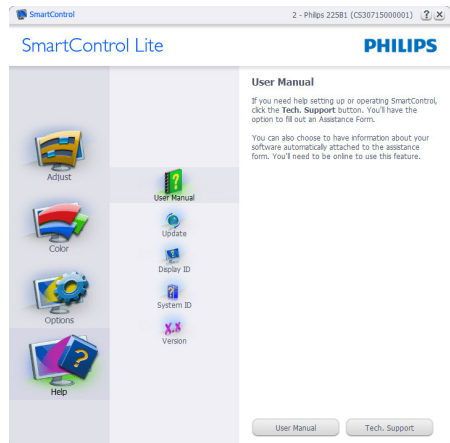 SmartControl
2 - Philips 225B1 (CS30715000001)
? X
SmartControl Lite
PHILIPS
Adjust
Color
Options
Help
User Manual
Update
Display ID
System ID
X.X
Version
User Manual
If you need help setting up or operating SmartControl,
click the Tech. Support button. You'll have the
option to fill out an Assistance Form.
You can also choose to have information about your
software automatically attached to the assistance
form. You'll need to be online to use this feature.
User Manual
Tech. Support